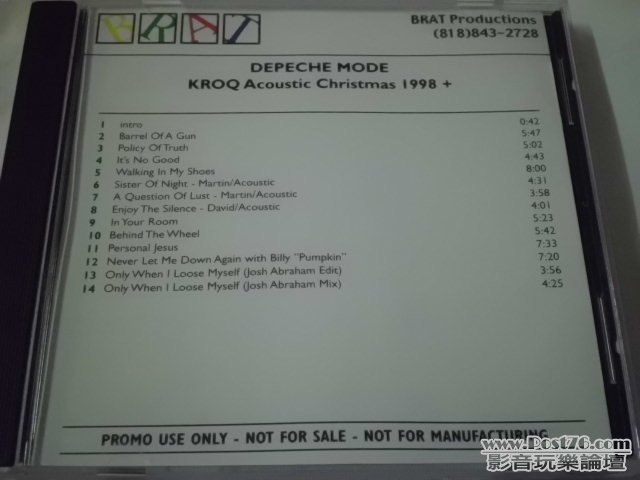 BRAT
BRAT Productions
(818)843-2728
DEPECHE MODE
KROQ Acoustic Christmas 1998 +
1 intro 0:42
2 Barrel Of A Gun 5:47
3 Policy Of Truth 5:02
4 It's No Good 4:43
5 Walking In My Shoes 8:00
6 Sister Of Night - Martin/Acoustic 4:31
7 A Question Of Lust - Martin/Acoustic 3:58
8 Enjoy The Silence - David/Acoustic 4:01
9 In Your Room 5:23
10 Behind The Wheel 5:42
11 Personal Jesus 7:33
12 Never Let Me Down Again with Billy "Pumpkin" 7:20
13 Only When I Loose Myself (Josh Abraham Edit) 3:56
14 Only When I Loose Myself (Josh Abraham Mix) 4:25
PROMO USE ONLY - NOT FOR SALE - NOT FOR MANUFACTURING
www.Post76.com
影音玩樂論壇